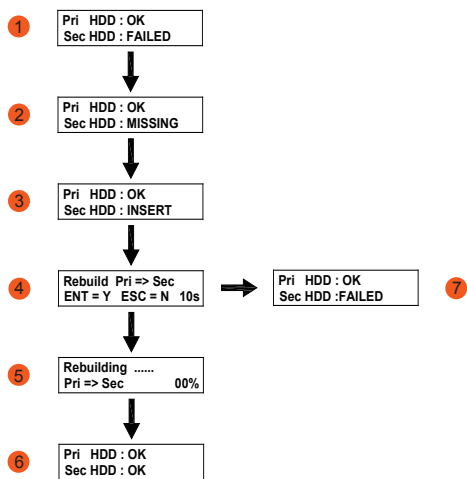 1
Pri HDD : OK
Sec HDD : FAILED
2
Pri HDD : OK
Sec HDD : MISSING
3
Pri HDD : OK
Sec HDD : INSERT
4
Rebuild Pri => Sec
ENT = Y ESC = N 10s
Pri HDD : OK
Sec HDD :FAILED
7
5
Rebuilding ......
Pri => Sec 00%
6
Pri HDD : OK
Sec HDD : OK